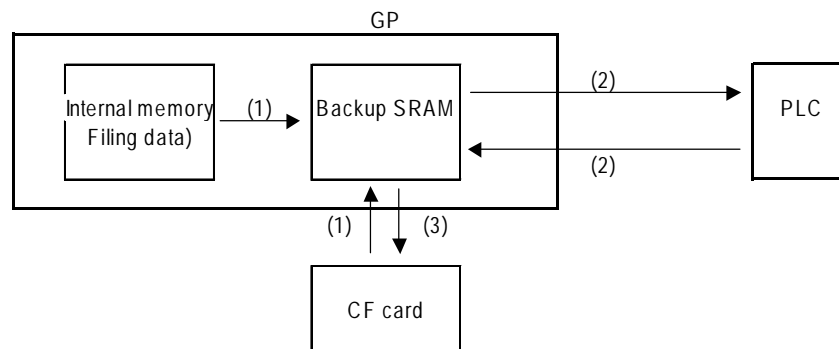 GP
Internal memory
Filing data)
(1)
Backup SRAM
(2)
PLC
(2)
(1)
(3)
CF card